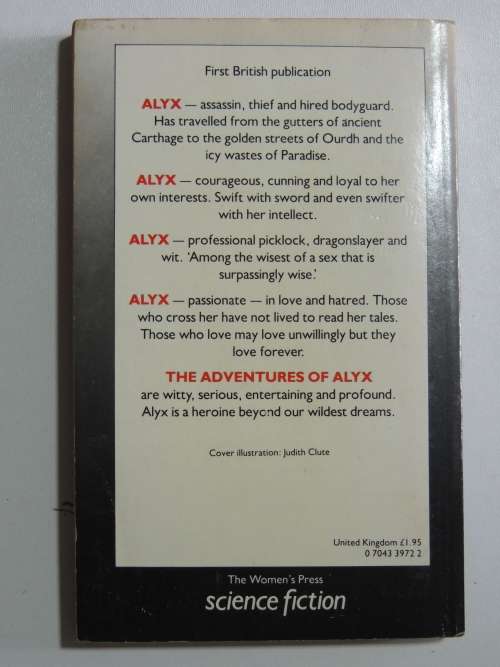 First British publication
ALYX — assassin, thief and hired bodyguard.
Has travelled from the gutters of ancient
Carthage to the golden streets of Ourdh and the
icy wastes of Paradise.
ALYX — courageous, cunning and loyal to her
own interests. Swift with sword and even swifter
with her intellect.
ALYX — professional picklock, dragonslayer and
wit. ‘Among the wisest of a sex that is
surpassingly wise.’
ALYX — passionate — in love and hatred. Those
who cross her have not lived to read her tales.
Those who love may love unwillingly but they
love forever.
THE ADVENTURES OF ALYX
are witty, serious, entertaining and profound.
Alyx is a heroine beyond our wildest dreams.
Cover illustration: Judith Clute
United Kingdom £1.95
0 7043 3972 2
The Women's Press
science fiction